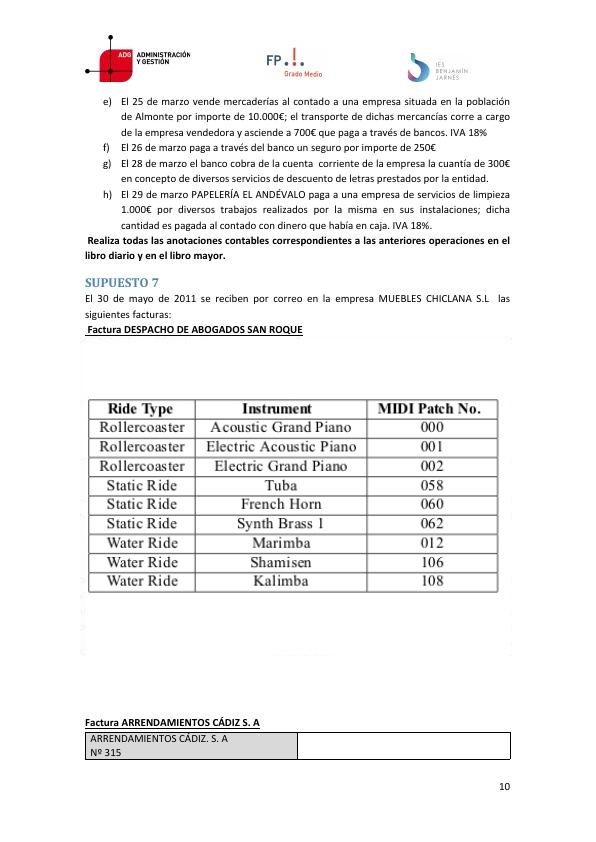 ADG ADMINISTRACIÓN
Y GESTIÓN
FP
Grado Medio
IES
BENJAMÍN
JARNÉS
e) El 25 de marzo vende mercaderías al contado a una empresa situada en la población
de Almonte por importe de 10.000€; el transporte de dichas mercancías corre a cargo
de la empresa vendedora y asciende a 700€ que paga a través de bancos. IVA 18%
f) El 26 de marzo paga a través del banco un seguro por importe de 250€
g) El 28 de marzo el banco cobra de la cuenta corriente de la empresa la cuantía de 300€
en concepto de diversos servicios de descuento de letras prestados por la entidad.
h) El 29 de marzo PAPELERÍA EL ANDÉVALO paga a una empresa de servicios de limpieza
1.000€ por diversos trabajos realizados por la misma en sus instalaciones; dicha
cantidad es pagada al contado con dinero que había en caja. IVA 18%.
Realiza todas las anotaciones contables correspondientes a las anteriores operaciones en el
libro diario y en el libro mayor.
SUPUESTO 7
El 30 de mayo de 2011 se reciben por correo en la empresa MUEBLES CHICLANA S.L las
siguientes facturas:
Factura DESPACHO DE ABOGADOS SAN ROQUE
Ride Type Instrument MIDI Patch No.
Rollercoaster Acoustic Grand Piano 000
Rollercoaster Electric Acoustic Piano 001
Rollercoaster Electric Grand Piano 002
Static Ride Tuba 058
Static Ride French Horn 060
Static Ride Synth Brass 1 062
Water Ride Marimba 012
Water Ride Shamisen 106
Water Ride Kalimba 108
Factura ARRENDAMIENTOS CÁDIZ S. A
ARRENDAMIENTOS CÁDIZ. S. A
Nº 315
10